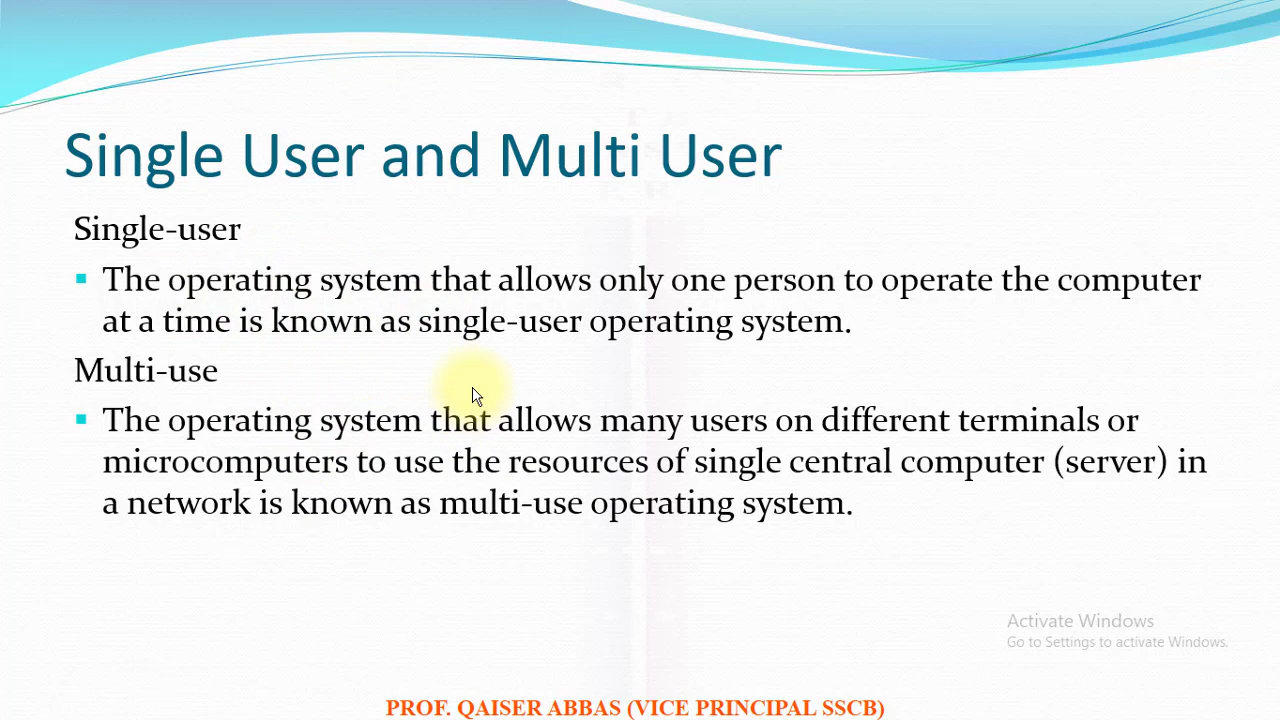 Single User and Multi User
Single-user
The operating system that allows only one person to operate the computer
at a time is known as single-user operating system.
Multi-use
The operating system that allows many users on different terminals or
microcomputers to use the resources of single central computer (server) in
a network is known as multi-use operating system.
Activate Windows
Go to Settings to activate Windows.
PROF. QAISER ABBAS (VICE PRINCIPAL SSCB)